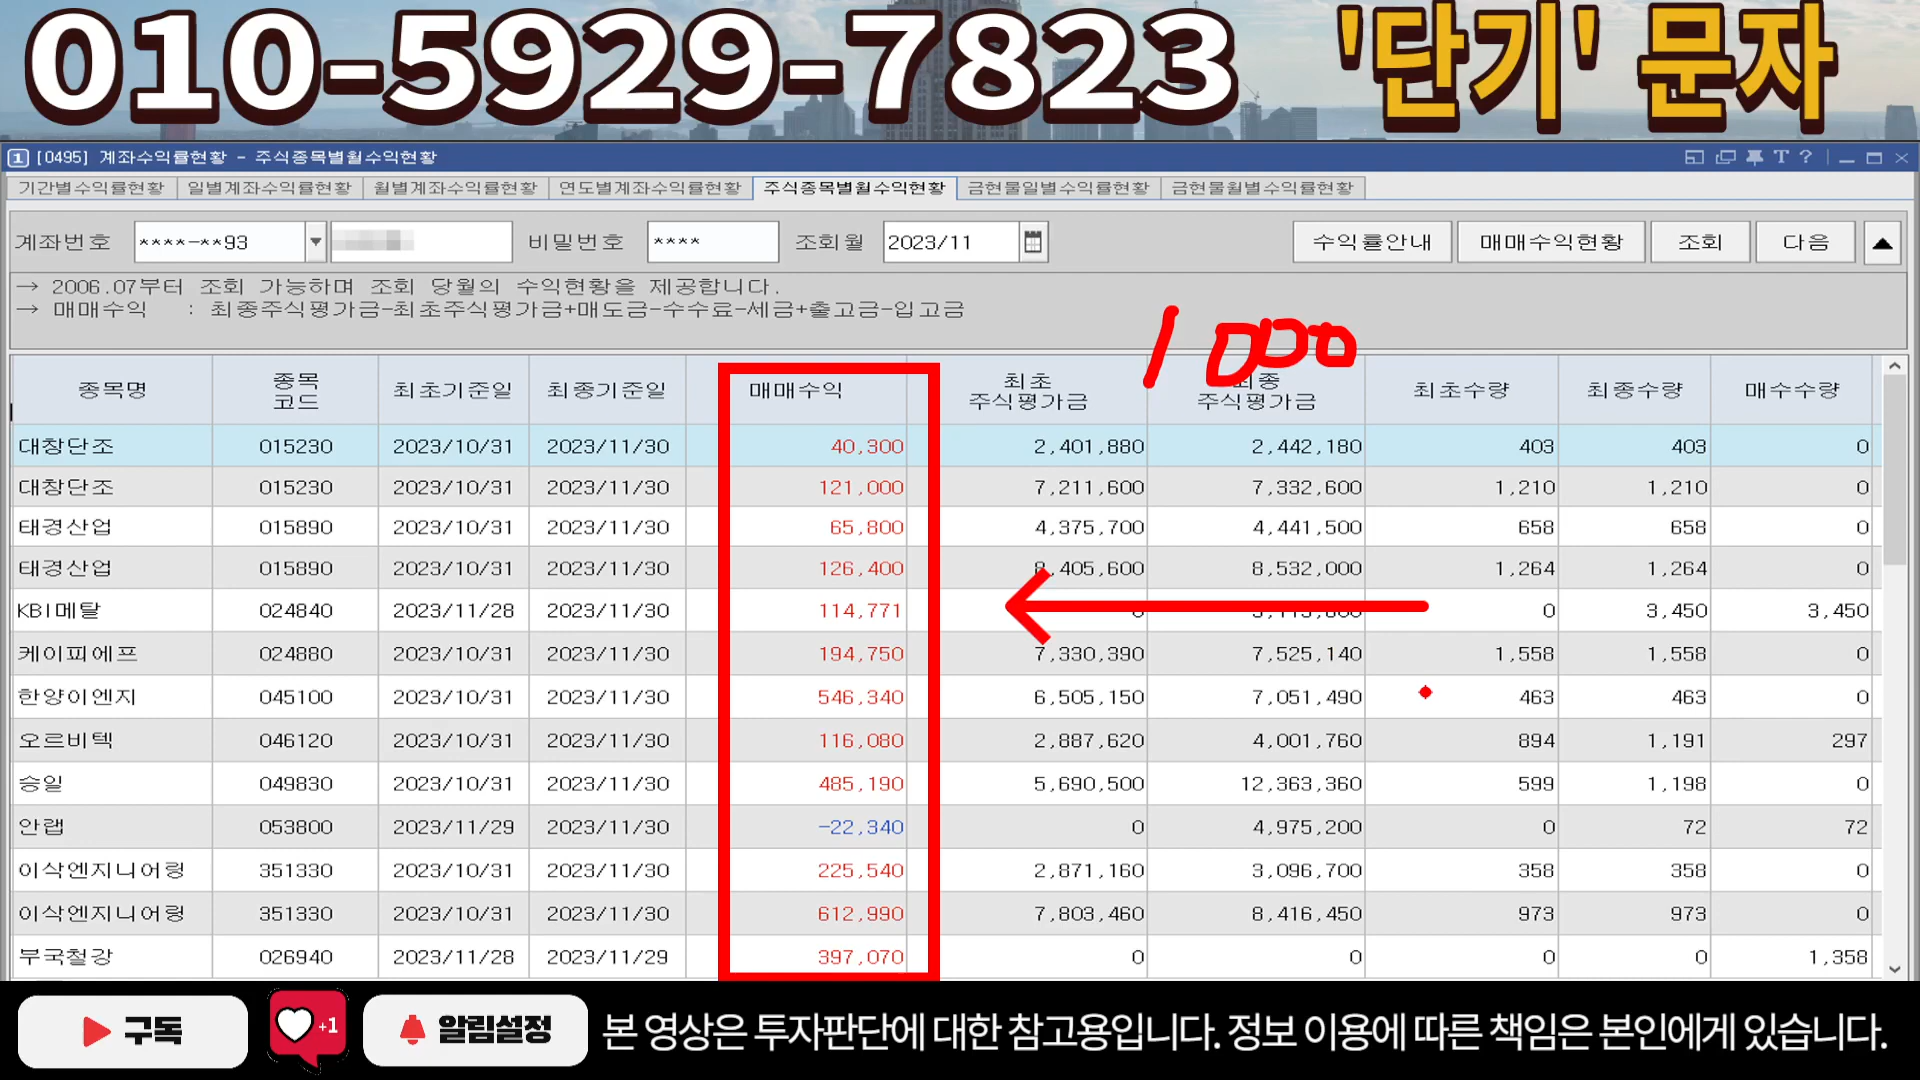 010-5929-7823 '단기' 문자
1 [0495] 계좌수익률현황 - 주식종목별월수익현황
기간별수익률현황 일별계좌수익률현황 월별계좌수익률현황 연도별계좌수익률현황 주식종목별월수익현황 금현물일별수익률현황 금현물월별수익률현황
계좌번호 ****-**93 비밀번호 **** 조회월 2023/11 수익률안내 매매수익현황 조회 다음
→ 2006.07부터 조회 가능하며 조회 당월의 수익현황을 제공합니다.
→ 매매수익 : 최종주식평가금-최초주식평가금+매도금-수수료-세금+출고금-입고금
1000
종목명 종목코드 최초기준일 최종기준일 매매수익 최초주식평가금 최종주식평가금 최초수량 최종수량 매수수량
대창단조 015230 2023/10/31 2023/11/30 40,300 2,401,880 2,442,180 403 403 0
대창단조 015230 2023/10/31 2023/11/30 121,000 7,211,600 7,332,600 1,210 1,210 0
태경산업 015890 2023/10/31 2023/11/30 65,800 4,375,700 4,441,500 658 658 0
태경산업 015890 2023/10/31 2023/11/30 126,400 8,405,600 8,532,000 1,264 1,264 0
KBI메탈 024840 2023/11/28 2023/11/30 114,771 0 0 3,450 3,450
케이피에프 024880 2023/10/31 2023/11/30 194,750 7,330,390 7,525,140 1,558 1,558 0
한양이엔지 045100 2023/10/31 2023/11/30 546,340 6,505,150 7,051,490 463 463 0
오르비텍 046120 2023/10/31 2023/11/30 116,080 2,887,620 4,001,760 894 1,191 297
승일 049830 2023/10/31 2023/11/30 485,190 5,690,500 12,363,360 599 1,198 0
안랩 053800 2023/11/29 2023/11/30 -22,340 0 4,975,200 0 72 72
이삭엔지니어링 351330 2023/10/31 2023/11/30 225,540 2,871,160 3,096,700 358 358 0
이삭엔지니어링 351330 2023/10/31 2023/11/30 612,990 7,803,460 8,416,450 973 973 0
부국철강 026940 2023/11/28 2023/11/29 397,070 0 0 0 0 1,358
구독 +1 알림설정 본 영상은 투자판단에 대한 참고용입니다. 정보 이용에 따른 책임은 본인에게 있습니다.